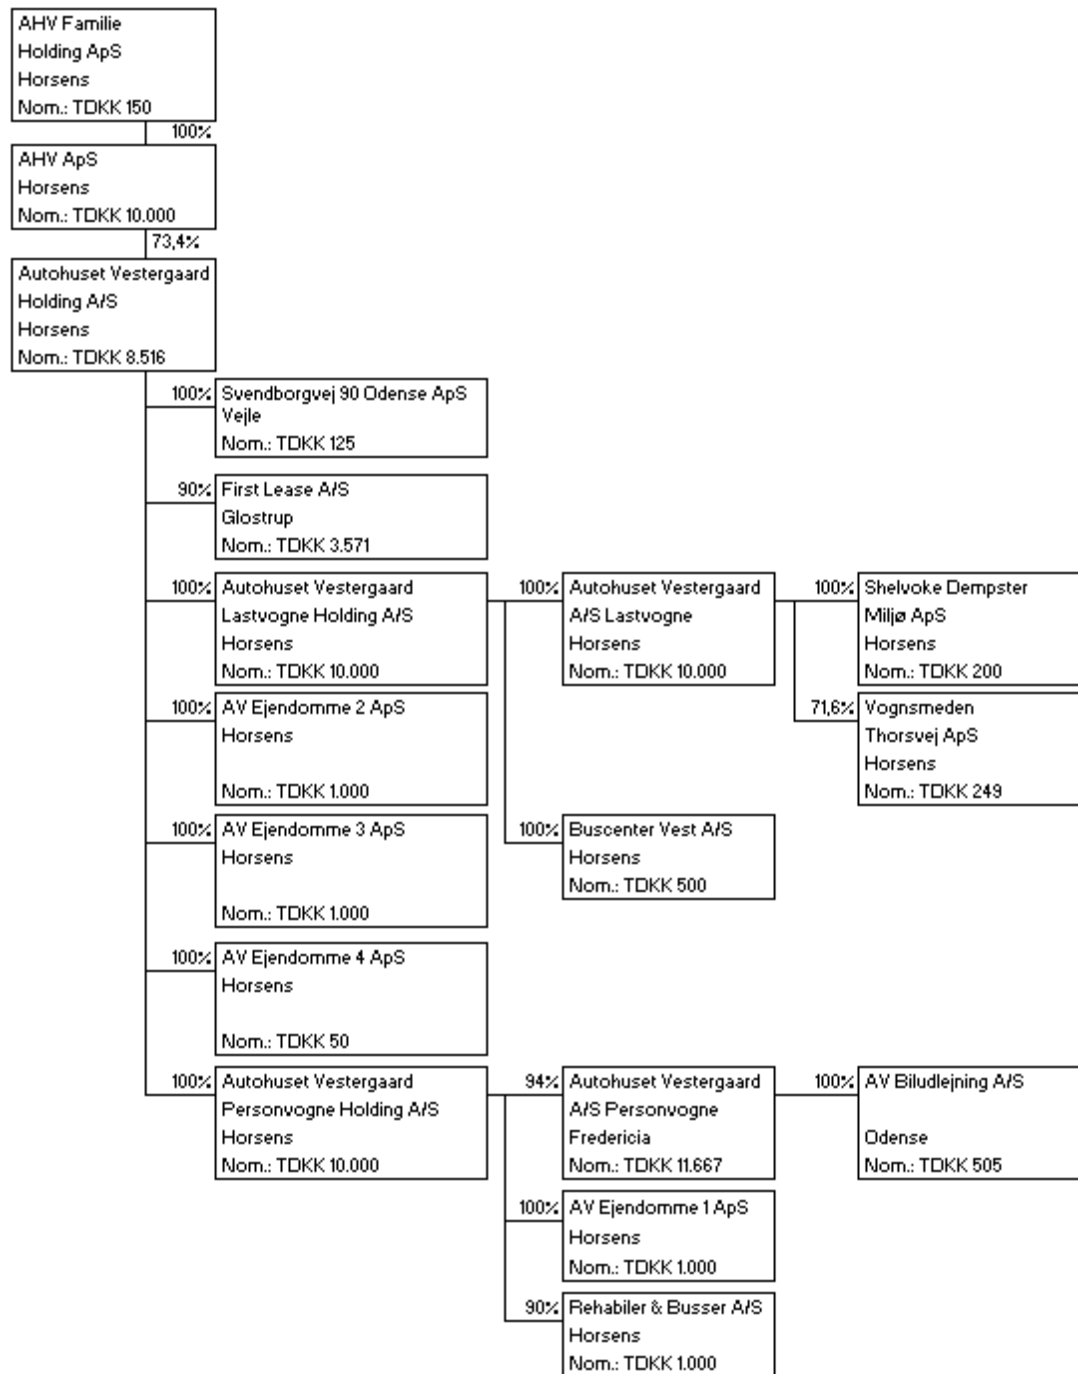 AHV Familie
Holding ApS
Horsens
Nom.: TDKK 150
100%
AHV ApS
Horsens
Nom.: TDKK 10.000
73,4%
Autohuset Vestergaard
Holding A/S
Horsens
Nom.: TDKK 8.516
100%
Svendborgvej 90 Odense ApS
Vejle
Nom.: TDKK 125
90%
First Lease A/S
Glostrup
Nom.: TDKK 3.571
100%
Autohuset Vestergaard
Lastvogne Holding A/S
Horsens
Nom.: TDKK 10.000
100%
Autohuset Vestergaard
A/S Lastvogne
Horsens
Nom.: TDKK 10.000
100%
Shelvoke Dempster
Miljø ApS
Horsens
Nom.: TDKK 200
71,6%
Vognsmeden
Thorsvej ApS
Horsens
Nom.: TDKK 249
100%
AV Ejendomme 2 ApS
Horsens
Nom.: TDKK 1.000
100%
AV Ejendomme 3 ApS
Horsens
Nom.: TDKK 1.000
100%
Buscenter Vest A/S
Horsens
Nom.: TDKK 500
100%
AV Ejendomme 4 ApS
Horsens
Nom.: TDKK 50
100%
Autohuset Vestergaard
Personvogne Holding A/S
Horsens
Nom.: TDKK 10.000
94%
Autohuset Vestergaard
A/S Personvogne
Fredericia
Nom.: TDKK 11.667
100%
AV Biludlejning A/S
Odense
Nom.: TDKK 505
100%
AV Ejendomme 1 ApS
Horsens
Nom.: TDKK 1.000
90%
Rehabiler & Busser A/S
Horsens
Nom.: TDKK 1.000